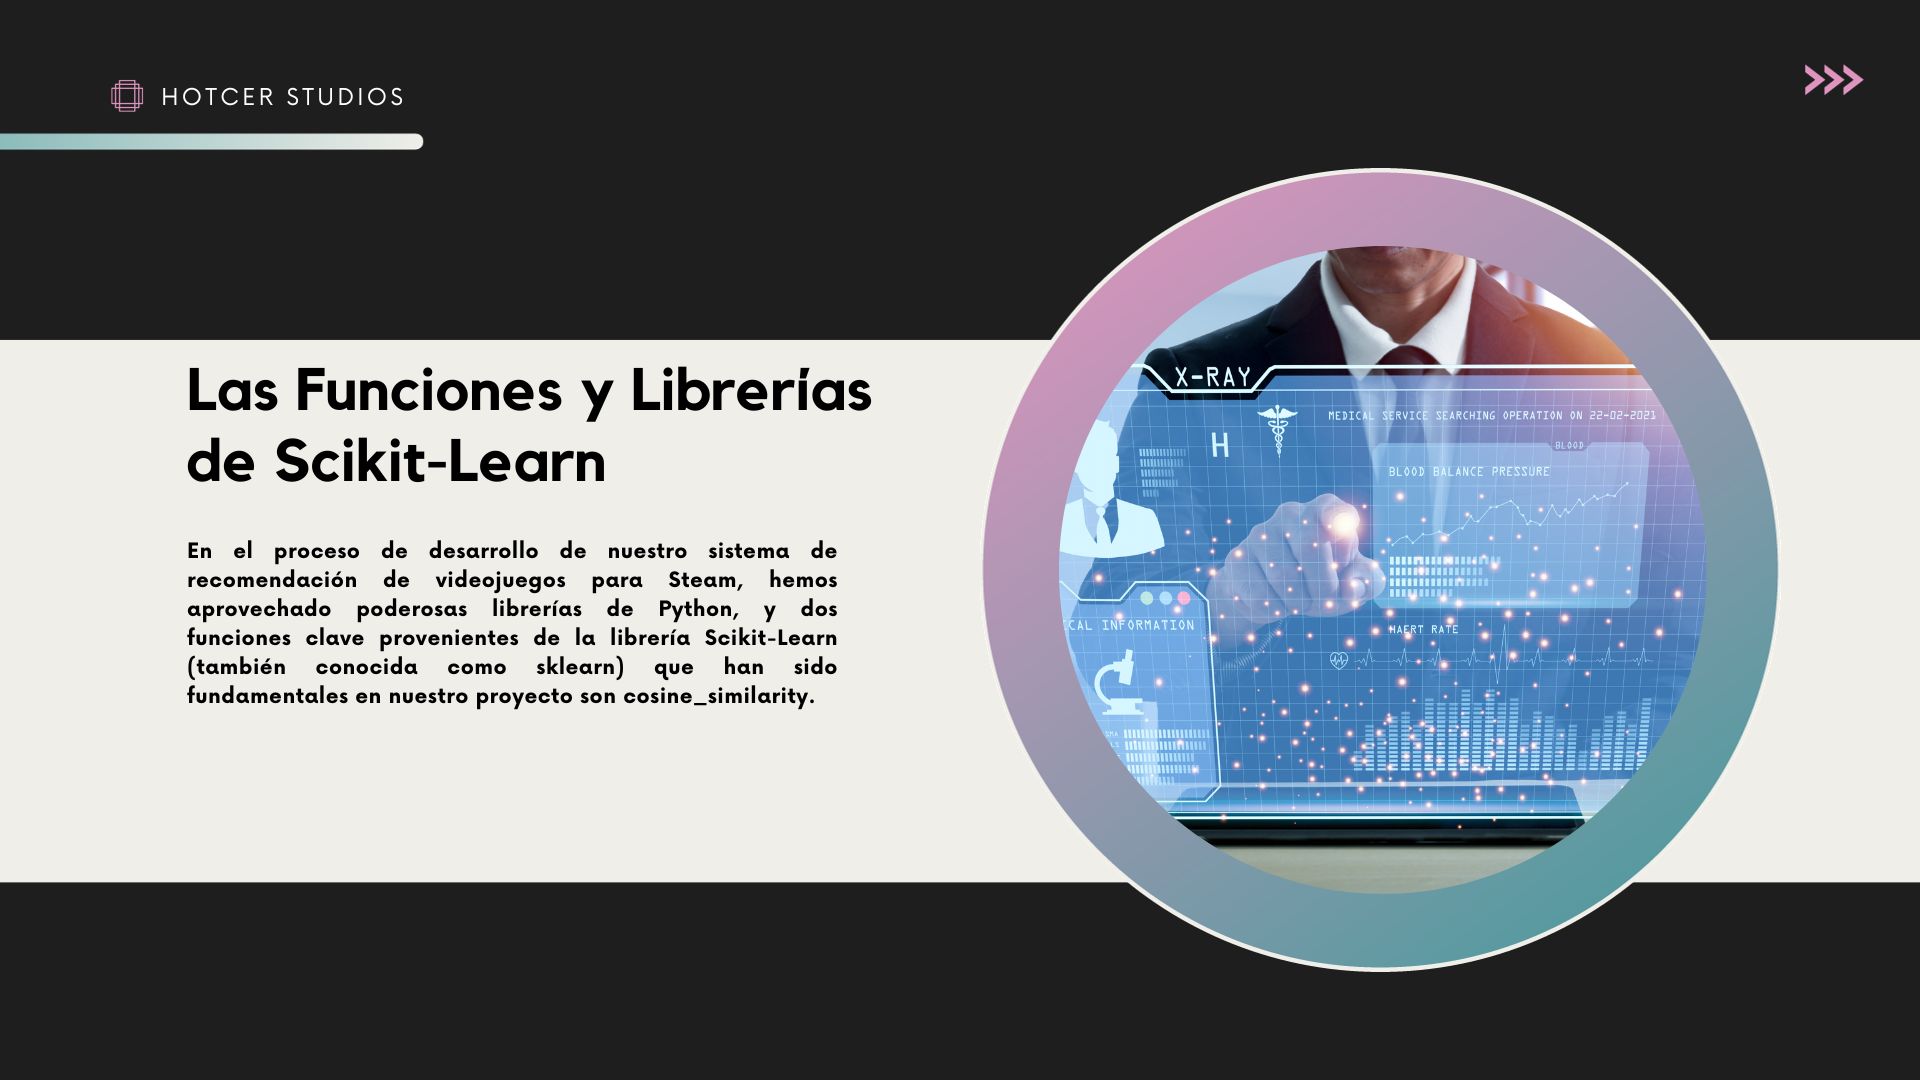 HOTCER STUDIOS
Las Funciones y Librerías
de Scikit-Learn
En el proceso de desarrollo de nuestro sistema de
recomendación de videojuegos para Steam, hemos
aprovechado poderosas librerías de Python, y dos
funciones clave provenientes de la librería Scikit-Learn
(también conocida como sklearn) que han sido
fundamentales en nuestro proyecto son cosine_similarity.
X-RAY
MEDICAL SERVICE SEARCHING OPERATION ON 22-02-2021
H
BLOOD
BLOOD BALANCE PRESSURE
CAL INFORMATION
HAERT RATE